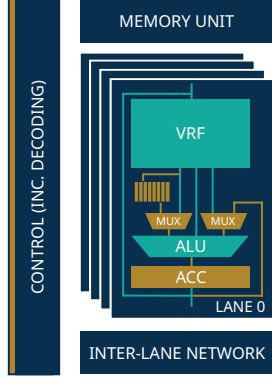 MEMORY UNIT
CONTROL (INC. DECODING)
VRF
MUX
MUX
ALU
ACC
LANE 0
INTER-LANE NETWORK